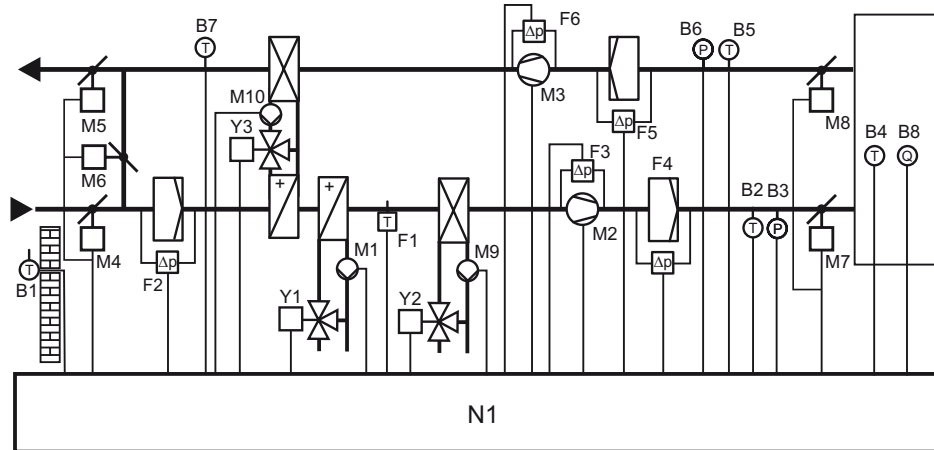 F6
B7
Δp
B6
B5
T
P
T
M10
M3
M5
Δp
F5
M8
Y3
F3
B4
B8
M6
Δp
F4
T
Q
+
+
B2
B3
T
F1
M2
T
P
M4
Δp
M1
M9
Δp
M7
T
F2
B1
Y1
Y2
N1